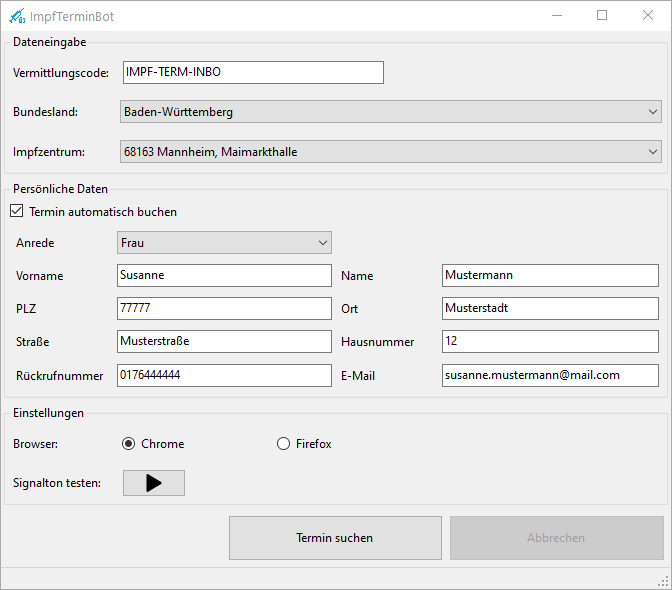 ImpfTerminBot
Dateneingabe
Vermittlungscode: IMPF-TERM-INBO
Bundesland: Baden-Württemberg
Impfzentrum: 68163 Mannheim, Maimarkthalle
Persönliche Daten
Termin automatisch buchen
Anrede Frau
Vorname Susanne Name Mustermann
PLZ 77777 Ort Musterstadt
Straße Musterstraße Hausnummer 12
Rückrufnummer 0176444444 E-Mail susanne.mustermann@mail.com
Einstellungen
Browser: Chrome Firefox
Signalton testen:
Termin suchen Abbrechen